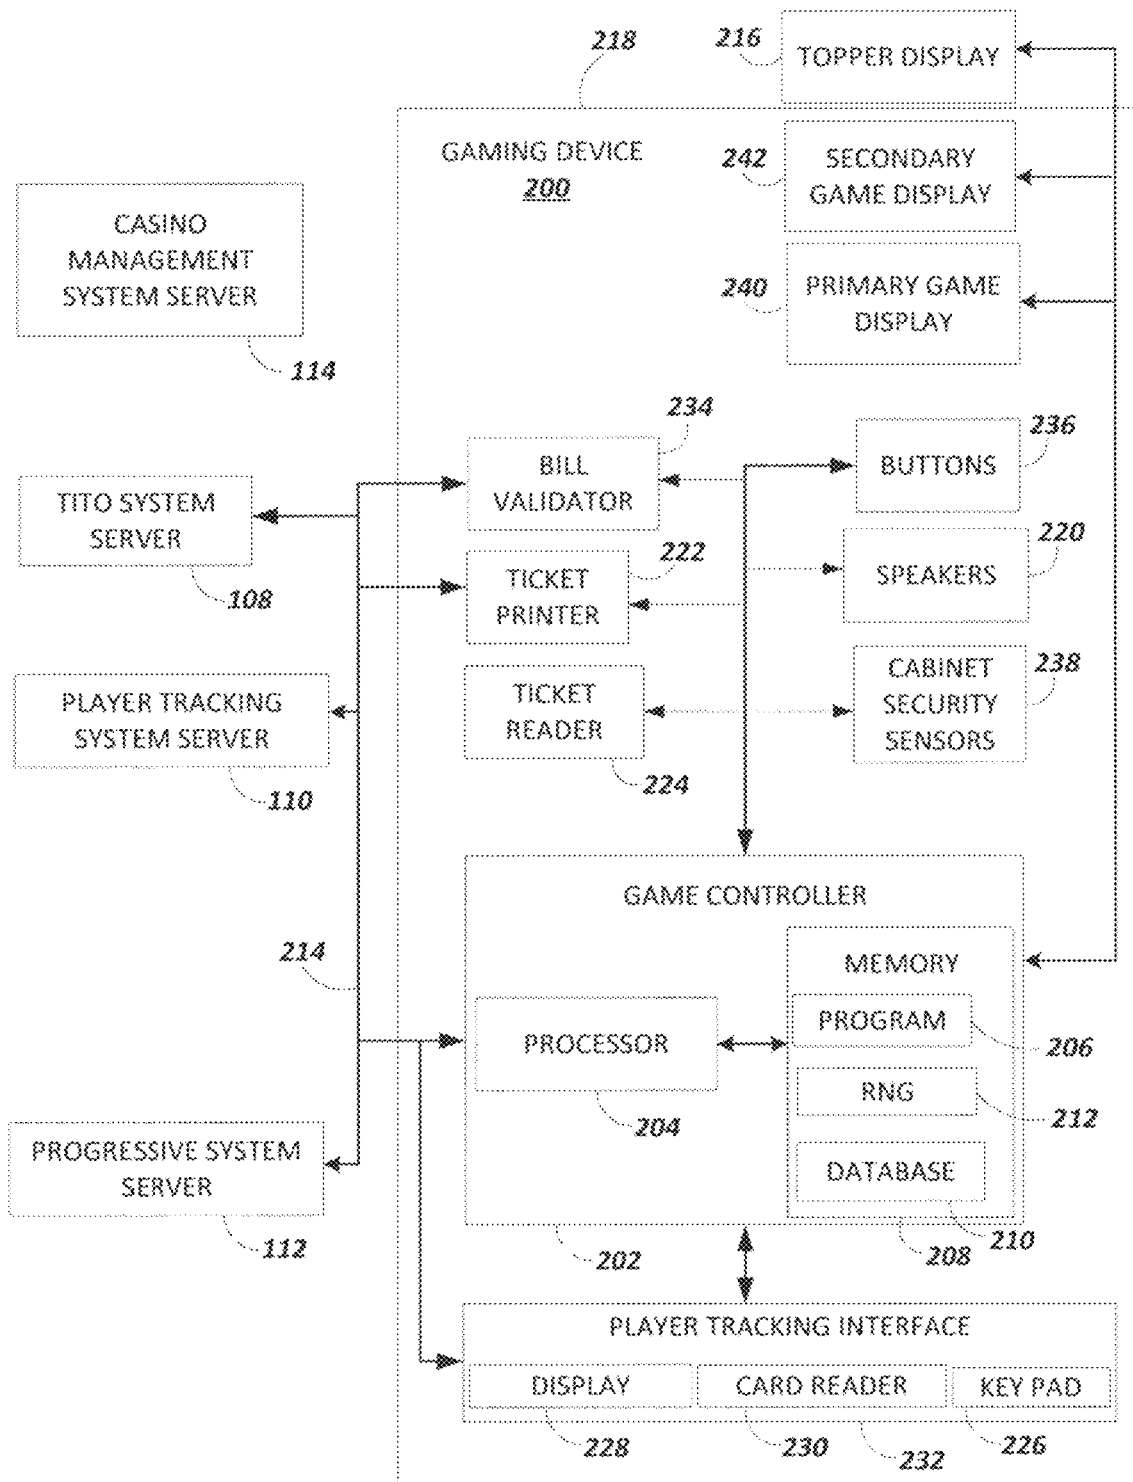 218
216
TOPPER DISPLAY
GAMING DEVICE
200
242
SECONDARY
GAME DISPLAY
240
PRIMARY GAME
DISPLAY
CASINO
MANAGEMENT
SYSTEM SERVER
114
234
BILL
VALIDATOR
236
BUTTONS
TITO SYSTEM
SERVER
108
222
TICKET
PRINTER
220
SPEAKERS
PLAYER TRACKING
SYSTEM SERVER
110
TICKET
READER
224
CABINET
SECURITY
SENSORS
238
GAME CONTROLLER
214
MEMORY
PROCESSOR
204
PROGRAM
206
RNG
212
DATABASE
210
PROGRESSIVE SYSTEM
SERVER
112
202
208
PLAYER TRACKING INTERFACE
DISPLAY
CARD READER
KEY PAD
228
230
232
226